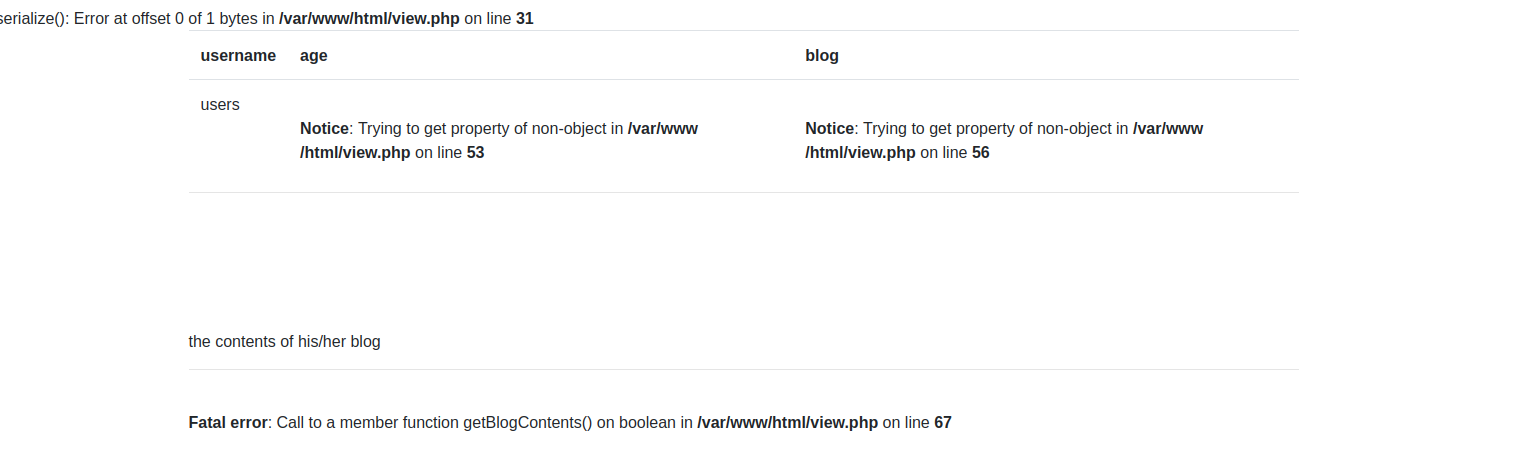 serialize(): Error at offset 0 of 1 bytes in /var/www/html/view.php on line 31
username age blog
users
Notice: Trying to get property of non-object in /var/www
/html/view.php on line 53
Notice: Trying to get property of non-object in /var/www
/html/view.php on line 56
the contents of his/her blog
Fatal error: Call to a member function getBlogContents() on boolean in /var/www/html/view.php on line 67